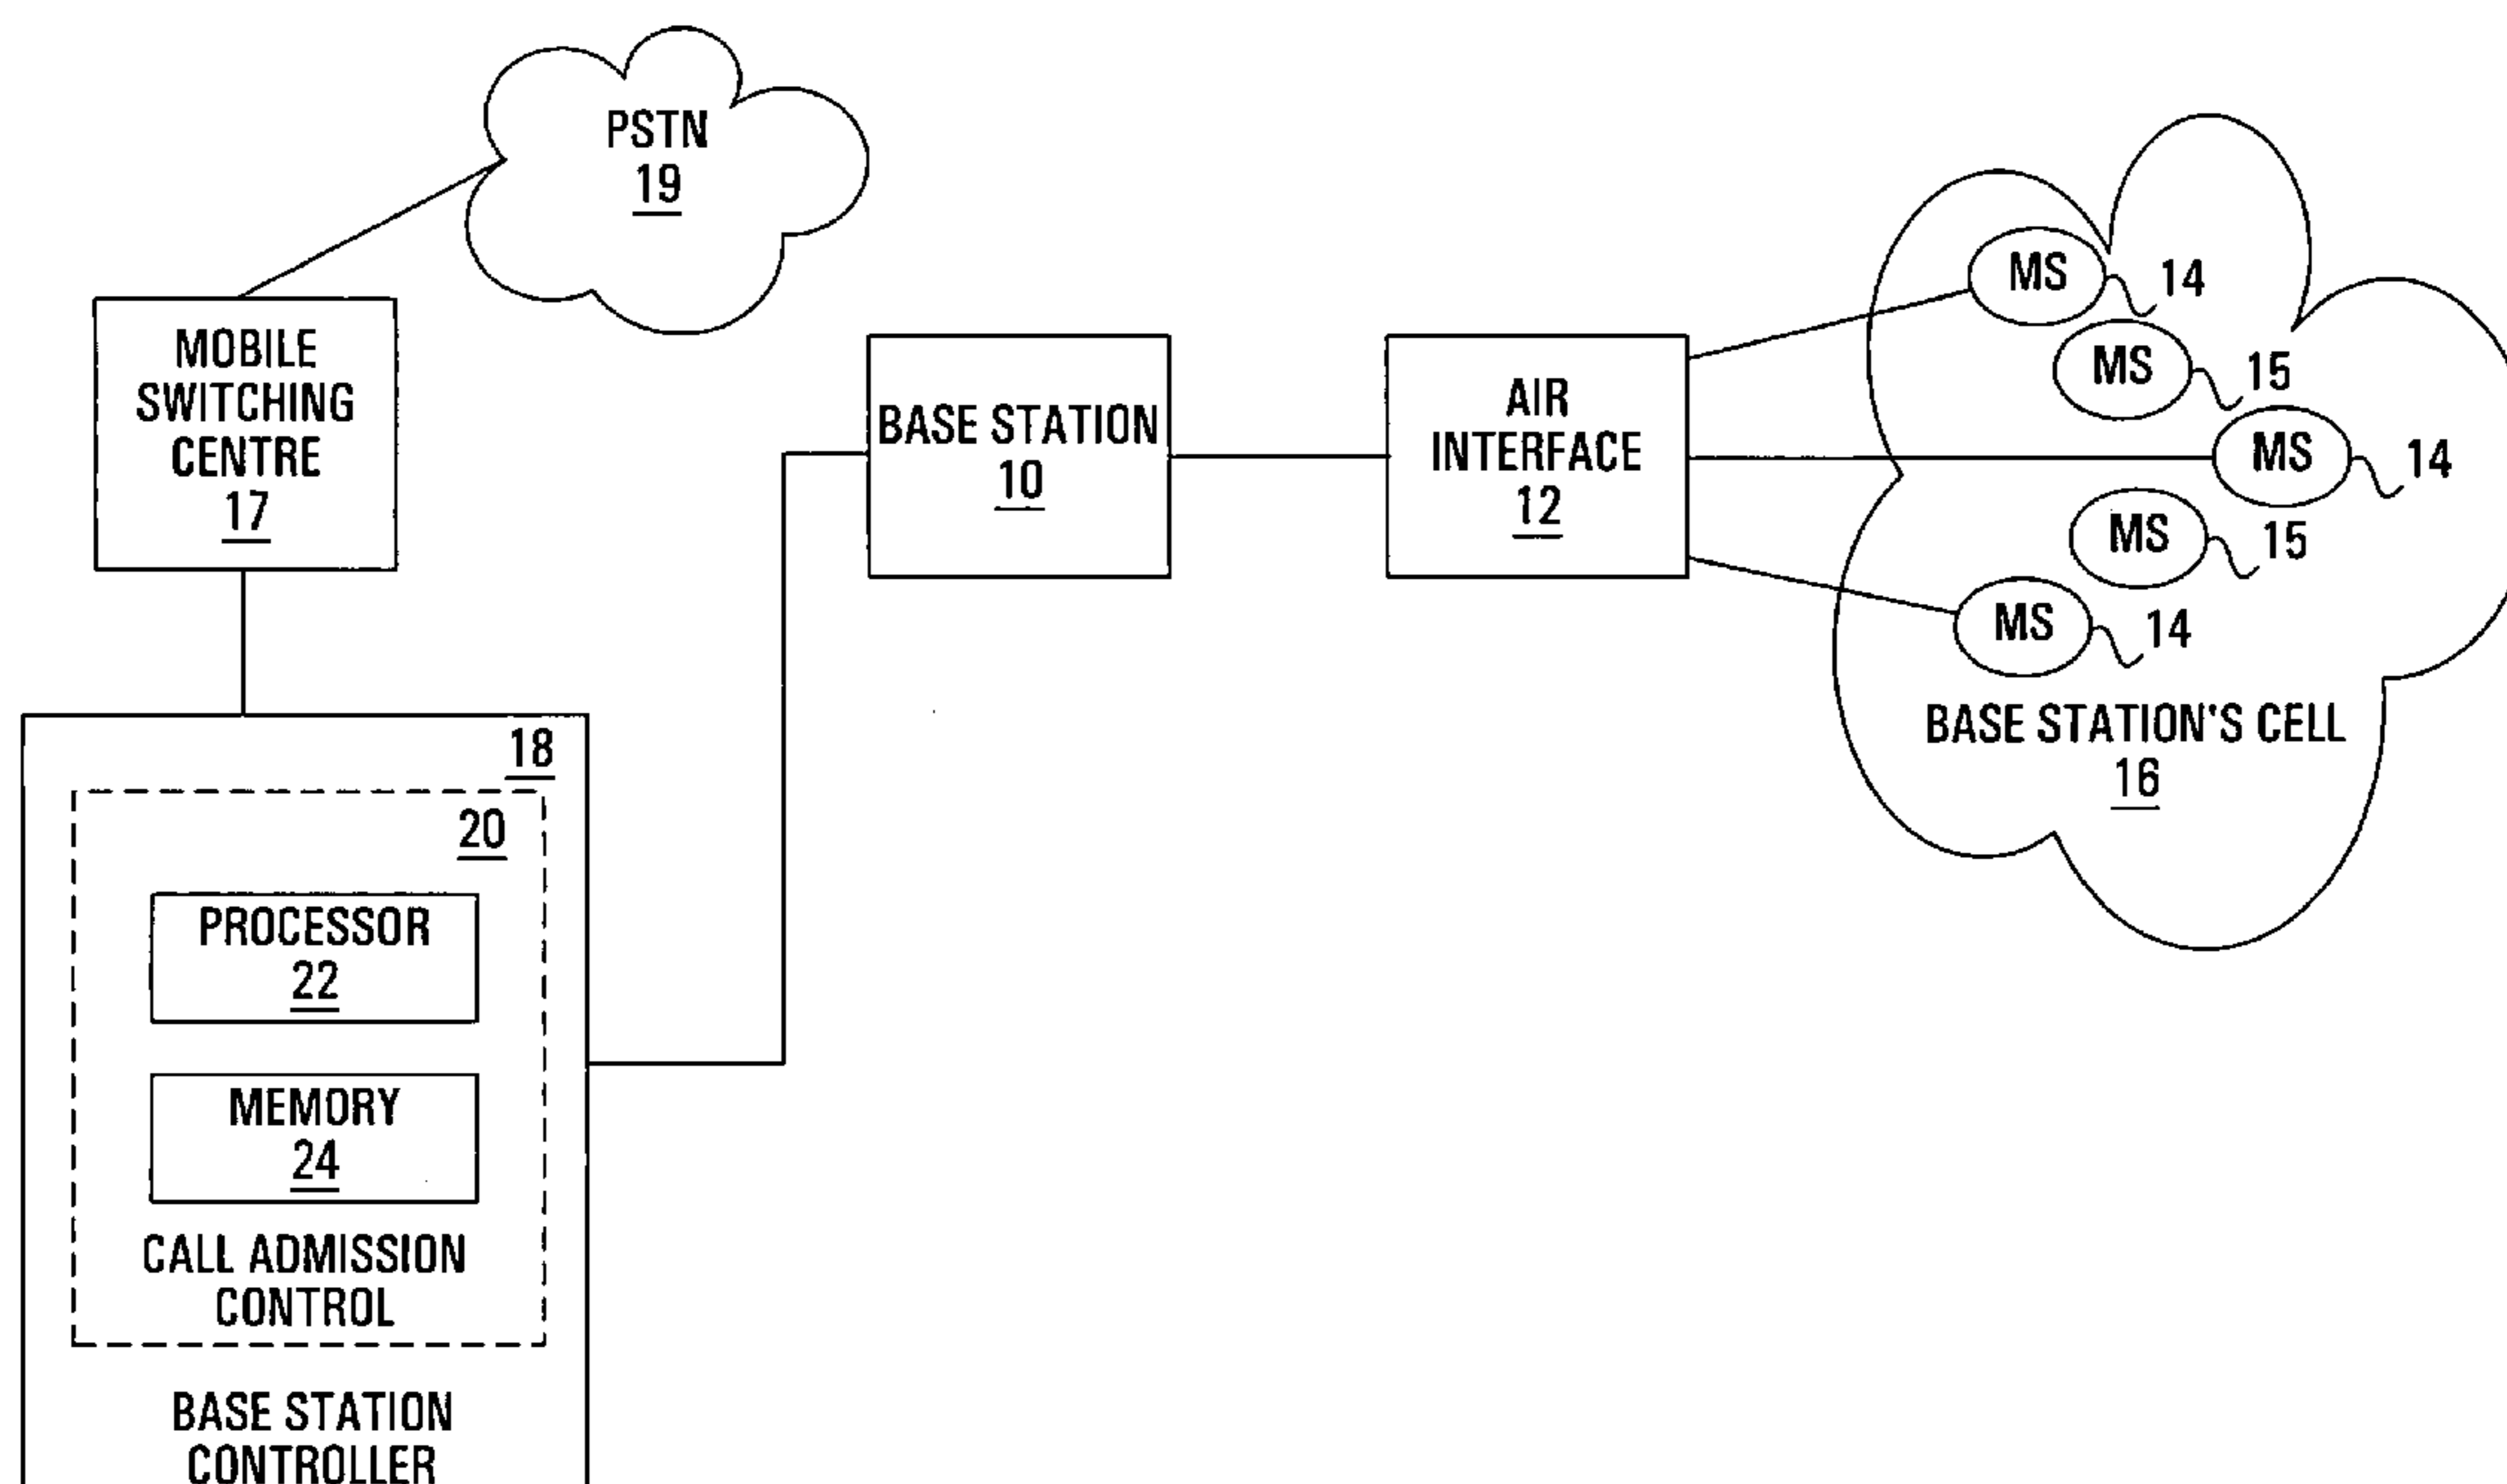 PSTN
19
MOBILE
SWITCHING
CENTRE
17
BASE STATION
10
AIR
INTERFACE
12
MS
14
MS
15
MS
14
MS
15
MS
14
BASE STATION'S CELL
16
18
20
PROCESSOR
22
MEMORY
24
CALL ADMISSION
CONTROL
BASE STATION
CONTROLLER